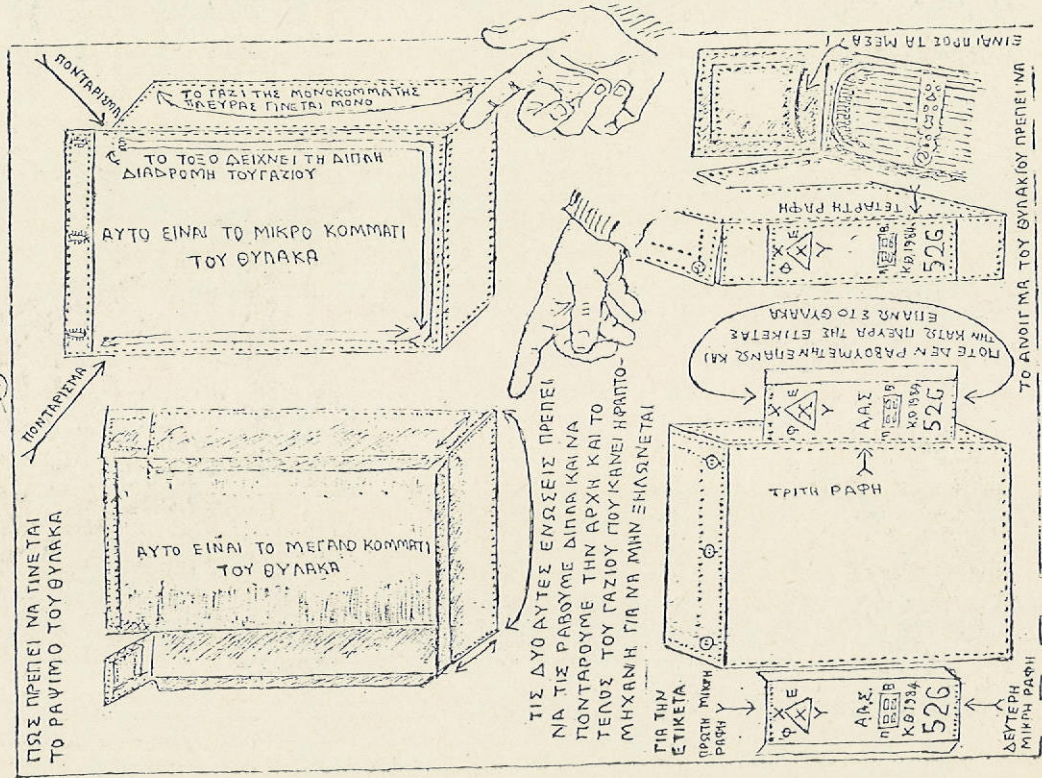 ΠΩΣ ΠΡΕΠΕΙ ΝΑ ΓΙΝΕΤΑΙ
ΤΟ ΡΑΨΙΜΟ ΤΟΥ ΘΥΛΑΚΑ
ΠΟΝΤΑΡΙΣΜΑ
ΠΟΝΤΑΡΙΣΜΑ
ΤΟ ΓΑΖΙ ΤΗΣ ΜΟΝΟΚΟΜΜΑΤΗΣ
ΠΛΕΥΡΑΣ ΓΙΝΕΤΑΙ ΜΟΝΟ
ΤΟ ΤΟΞΟ ΔΕΙΧΝΕΙ ΤΗ ΔΙΠΛΗ
ΔΙΑΔΡΟΜΗ ΤΟΥ ΓΑΖΙΟΥ
ΑΥΤΟ ΕΙΝΑΙ ΤΟ ΜΙΚΡΟ ΚΟΜΜΑΤΙ
ΤΟΥ ΘΥΛΑΚΑ
ΑΥΤΟ ΕΙΝΑΙ ΤΟ ΜΕΓΑΛΟ ΚΟΜΜΑΤΙ
ΤΟΥ ΘΥΛΑΚΑ
ΤΙΣ ΔΥΟ ΑΥΤΕΣ ΕΝΩΣΕΙΣ ΠΡΕΠΕΙ
ΝΑ ΤΙΣ ΡΑΒΟΥΜΕ ΔΙΠΛΑ ΚΑΙ ΝΑ
ΠΟΝΤΑΡΟΥΜΕ ΤΗΝ ΑΡΧΗ ΚΑΙ ΤΟ
ΤΕΛΟΣ ΤΟΥ ΓΑΖΙΟΥ ΠΟΥ ΚΑΝΕΙ Η ΡΑΠΤΟ-
ΜΗΧΑΝΗ ΓΙΑ ΝΑ ΜΗΝ ΞΗΛΩΝΕΤΑΙ
ΓΙΑ ΤΗΝ
ΕΤΙΚΕΤΑ
ΠΡΩΤΗ ΜΙΚΡΗ
ΡΑΦΗ
Φ Χ Ε
Χ
Υ
Α.Α.Σ.
Π Β
Κ.Θ.1984
52G
ΔΕΥΤΕΡΗ
ΜΙΚΡΗ ΡΑΦΗ
ΤΡΙΤΗ ΡΑΦΗ
Φ Χ Ε
Χ
Υ
Α.Α.Σ
Π Β
Κ.Θ.1984
52G
ΠΟΤΕ ΔΕΝ ΡΑΒΟΥΜΕ ΤΗΝ ΕΠΑΝΩ ΚΑΙ
ΤΗΝ ΚΑΤΩ ΠΛΕΥΡΑ ΤΗΣ ΕΤΙΚΕΤΑΣ
ΕΠΑΝΩ ΣΤΟ ΘΥΛΑΚΑ
ΤΕΤΑΡΤΗ ΡΑΦΗ
Φ Χ Ε
Χ
Υ
Π Β
Κ.Θ.1984
52G
ΤΟ ΑΝΟΙΓΜΑ ΤΟΥ ΘΥΛΑΚΙΟΥ ΠΡΕΠΕΙ ΝΑ
ΕΙΝΑΙ ΠΡΟΣ ΤΑ ΜΕΣΑ